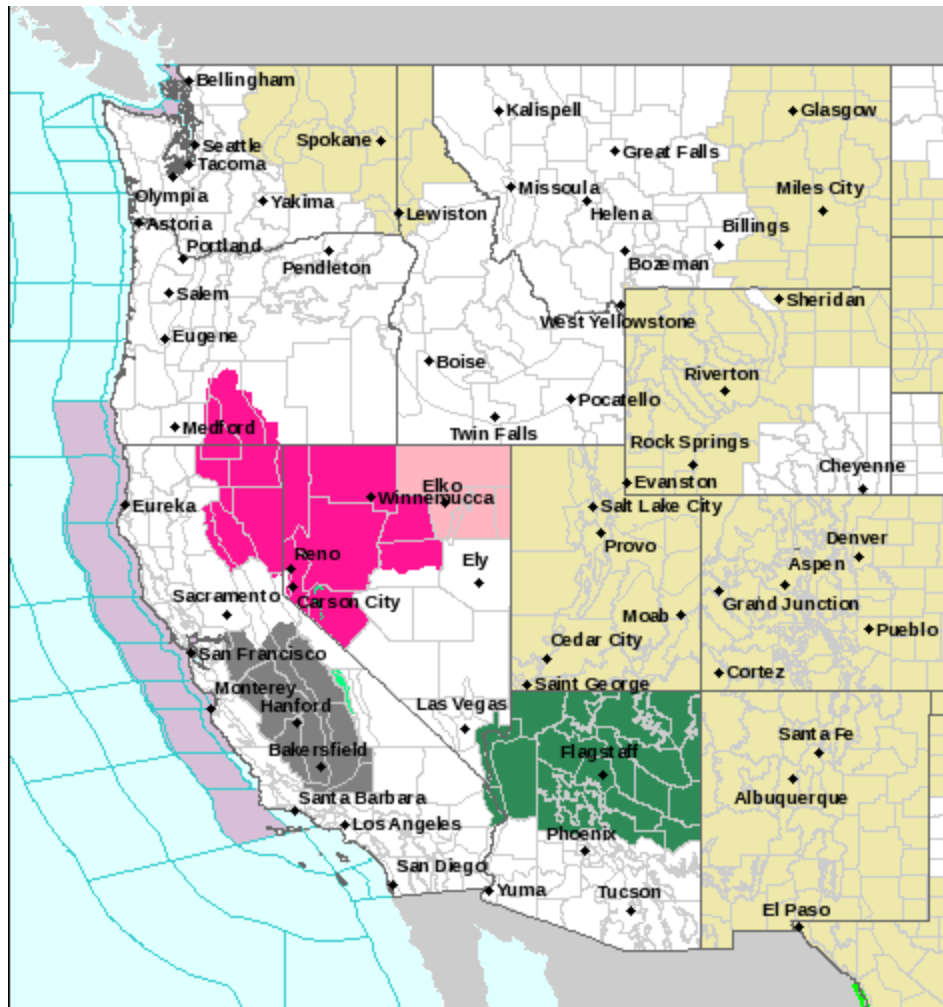 Bellingham
Kalispell
Glasgow
Seattle
Spokane
Great Falls
Tacoma
Missoula
Miles City
Olympia
Yakima
Helena
Lewiston
Astoria
Billings
Portland
Pendleton
Bozeman
Salem
Sheridan
West Yellowstone
Eugene
Boise
Riverton
Pocatello
Medford
Twin Falls
Rock Springs
Cheyenne
Elko
Evanston
Winnemucca
Eureka
Salt Lake City
Provo
Denver
Reno
Ely
Aspen
Sacramento
Carson City
Grand Junction
Moab
Pueblo
Cedar City
San Francisco
Cortez
Saint George
Monterey
Hanford
Las Vegas
Santa Fe
Bakersfield
Flagstaff
Albuquerque
Santa Barbara
Los Angeles
Phoenix
San Diego
Yuma
Tucson
El Paso